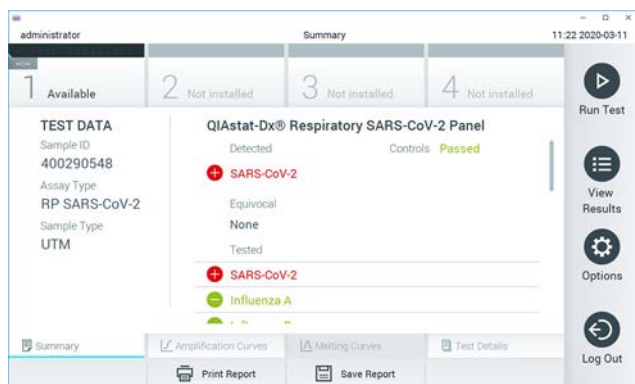 administrator Summary 11:22 2020-03-11
1 Available 2 Not installed 3 Not installed 4 Not installed
Run Test
TEST DATA
Sample ID
400290548
Assay Type
RP SARS-CoV-2
Sample Type
UTM
QIAstat-Dx® Respiratory SARS-CoV-2 Panel
Detected Controls Passed
SARS-CoV-2
Equivocal
None
Tested
SARS-CoV-2
Influenza A
View
Results
Options
Log Out
Summary Amplification Curves Melting Curves Test Details
Print Report Save Report